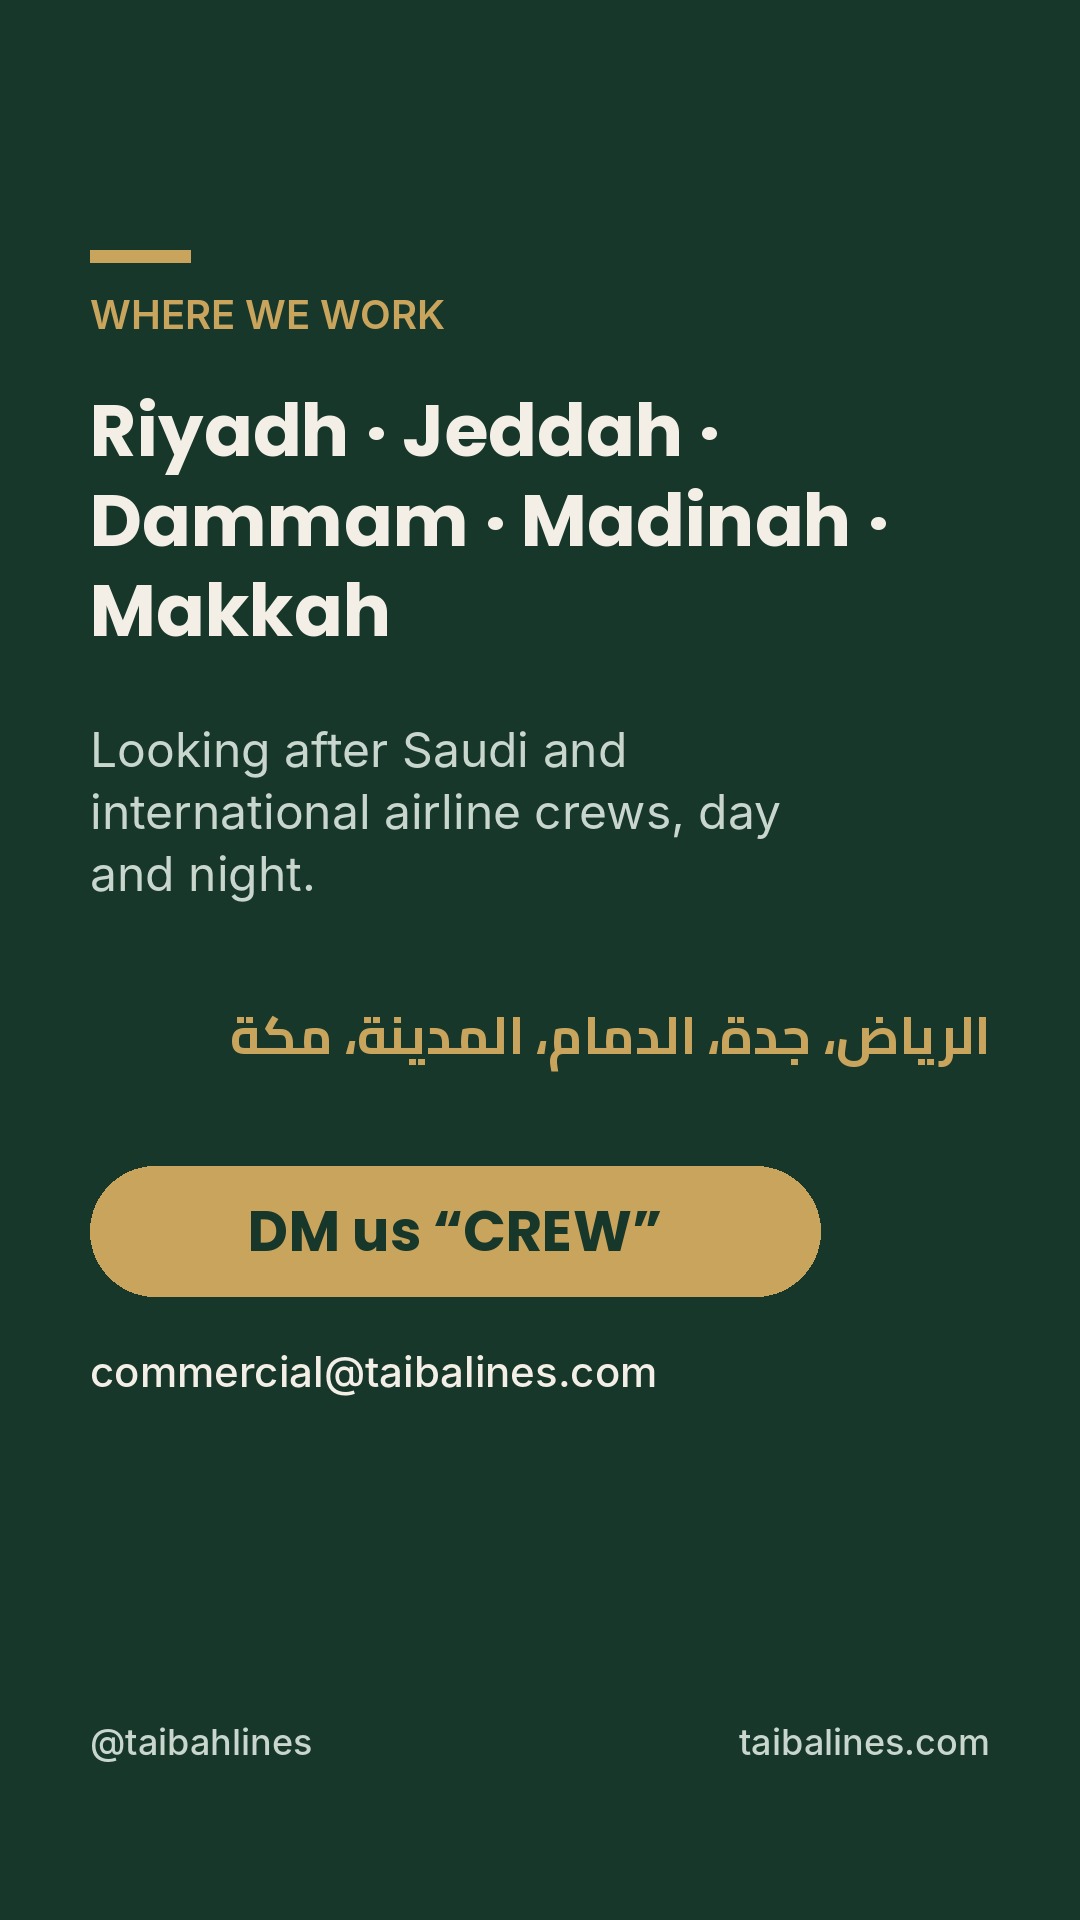 WHERE WE WORK
Riyadh · Jeddah ·
Dammam · Madinah ·
Makkah
Looking after Saudi and
international airline crews, day
and night.
الرياض، جدة، الدمام، المدينة، مكة
DM us “CREW”
commercial@taibalines.com
@taibahlines
taibalines.com